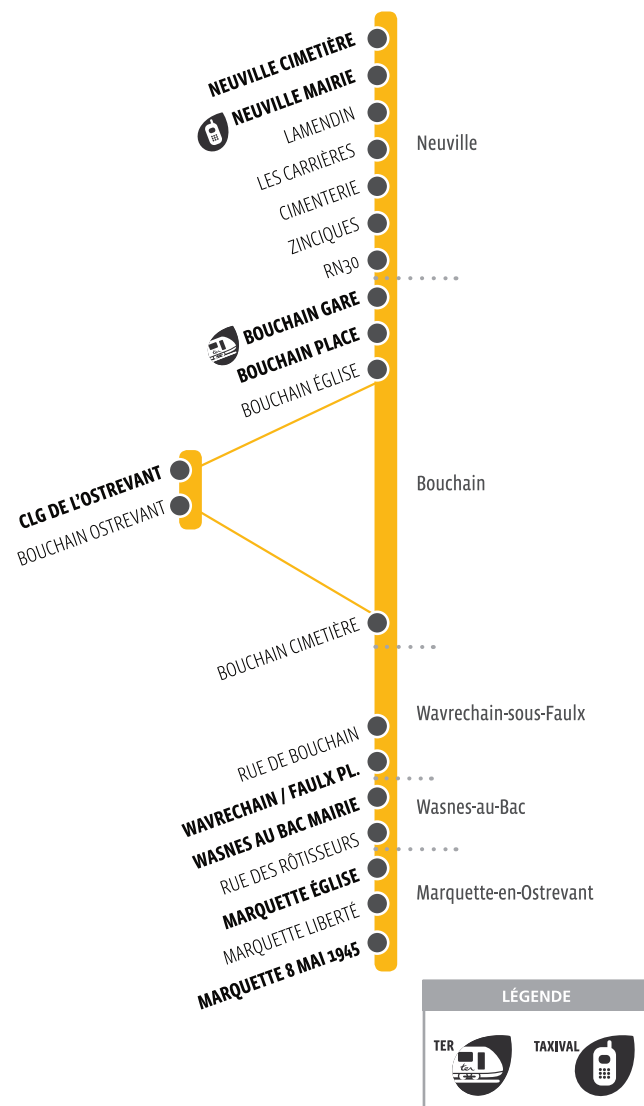 NEUVILLE CIMETIÈRE
NEUVILLE MAIRIE
LAMENDIN
Neuville
LES CARRIÈRES
CIMENTERIE
ZINCIQUES
RN30
BOUCHAIN GARE
BOUCHAIN PLACE
BOUCHAIN ÉGLISE
CLG DE L'OSTREVANT
Bouchain
BOUCHAIN OSTREVANT
BOUCHAIN CIMETIÈRE
Wavrechain-sous-Faulx
RUE DE BOUCHAIN
WAVRECHAIN / FAULX PL.
WASNES AU BAC MAIRIE
Wasnes-au-Bac
RUE DES RÔTISSEURS
MARQUETTE ÉGLISE
Marquette-en-Ostrevant
MARQUETTE LIBERTÉ
MARQUETTE 8 MAI 1945
LÉGENDE
TER
ter
TAXIVAL